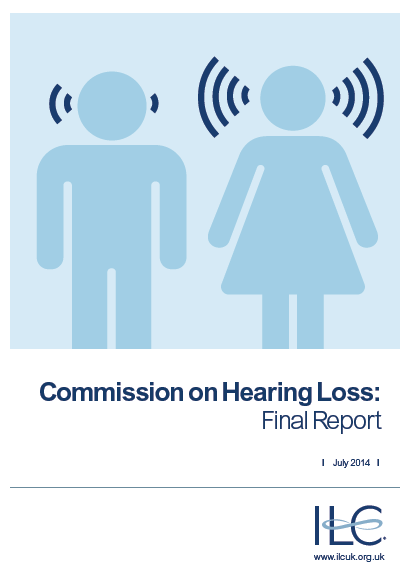 Commission on Hearing Loss:
Final Report
I July 2014 I
ILC
www.ilcuk.org.uk